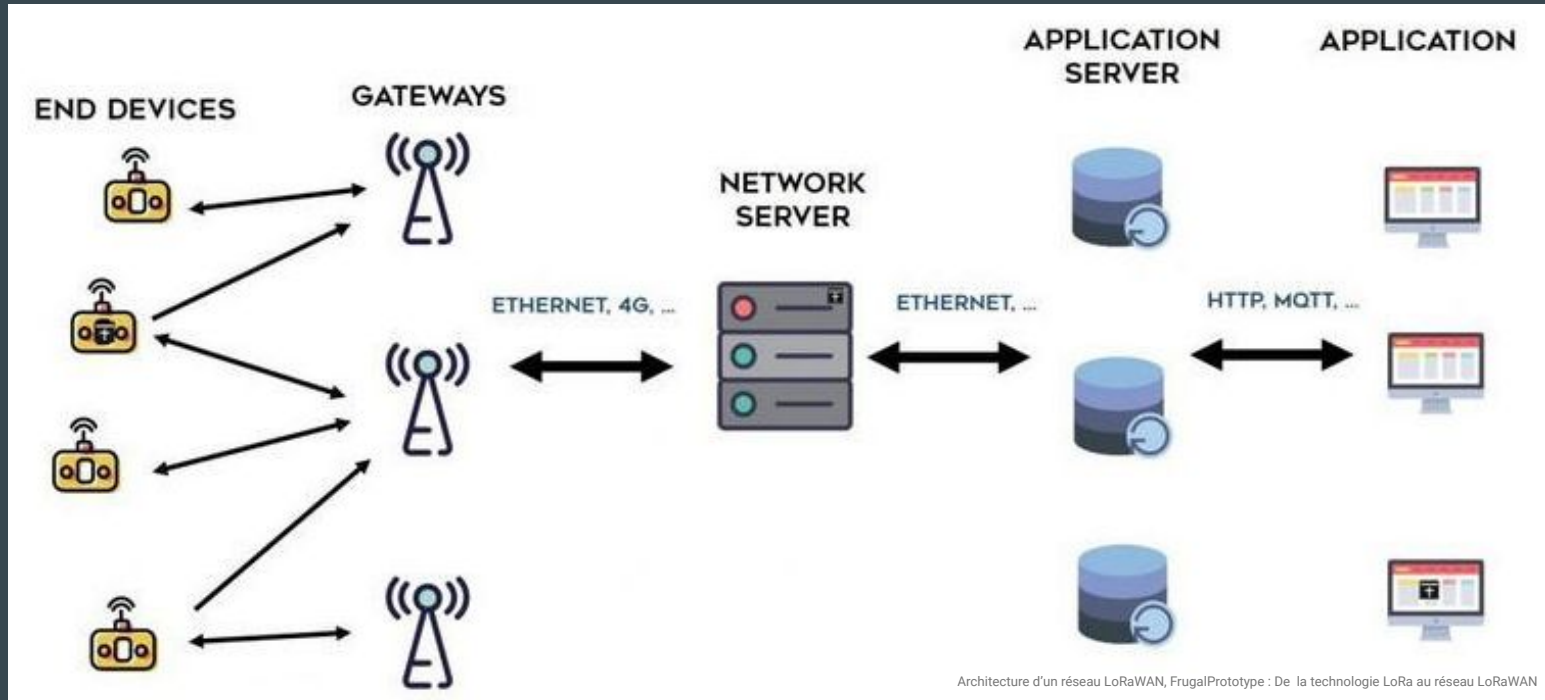 END DEVICES
GATEWAYS
NETWORK
SERVER
APPLICATION
SERVER
APPLICATION
ETHERNET, 4G, ...
ETHERNET, ...
HTTP, MQTT, ...
Architecture d'un réseau LoRaWAN, FrugalPrototype : De la technologie LoRa au réseau LoRaWAN